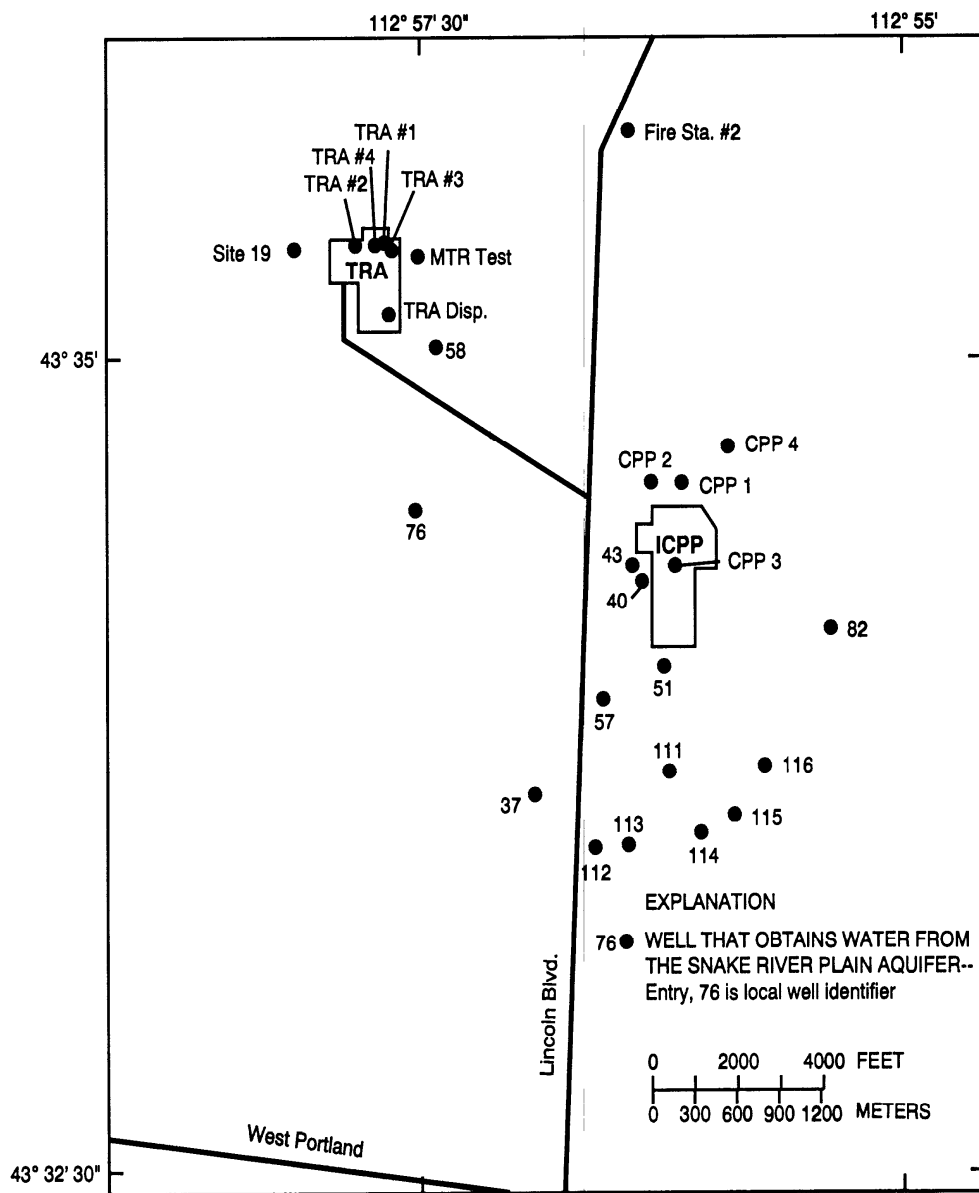 112° 57' 30"
112° 55'
Fire Sta. #2
TRA #1
TRA #4
TRA #2
TRA #3
Site 19
MTR Test
TRA
TRA Disp.
58
43° 35'
CPP 4
CPP 2
CPP 1
76
ICPP
43
CPP 3
40
82
51
57
111
116
37
115
113
114
112
EXPLANATION
76 WELL THAT OBTAINS WATER FROM
THE SNAKE RIVER PLAIN AQUIFER--
Entry, 76 is local well identifier
Lincoln Blvd.
0 2000 4000 FEET
0 300 600 900 1200 METERS
West Portland
43° 32' 30"